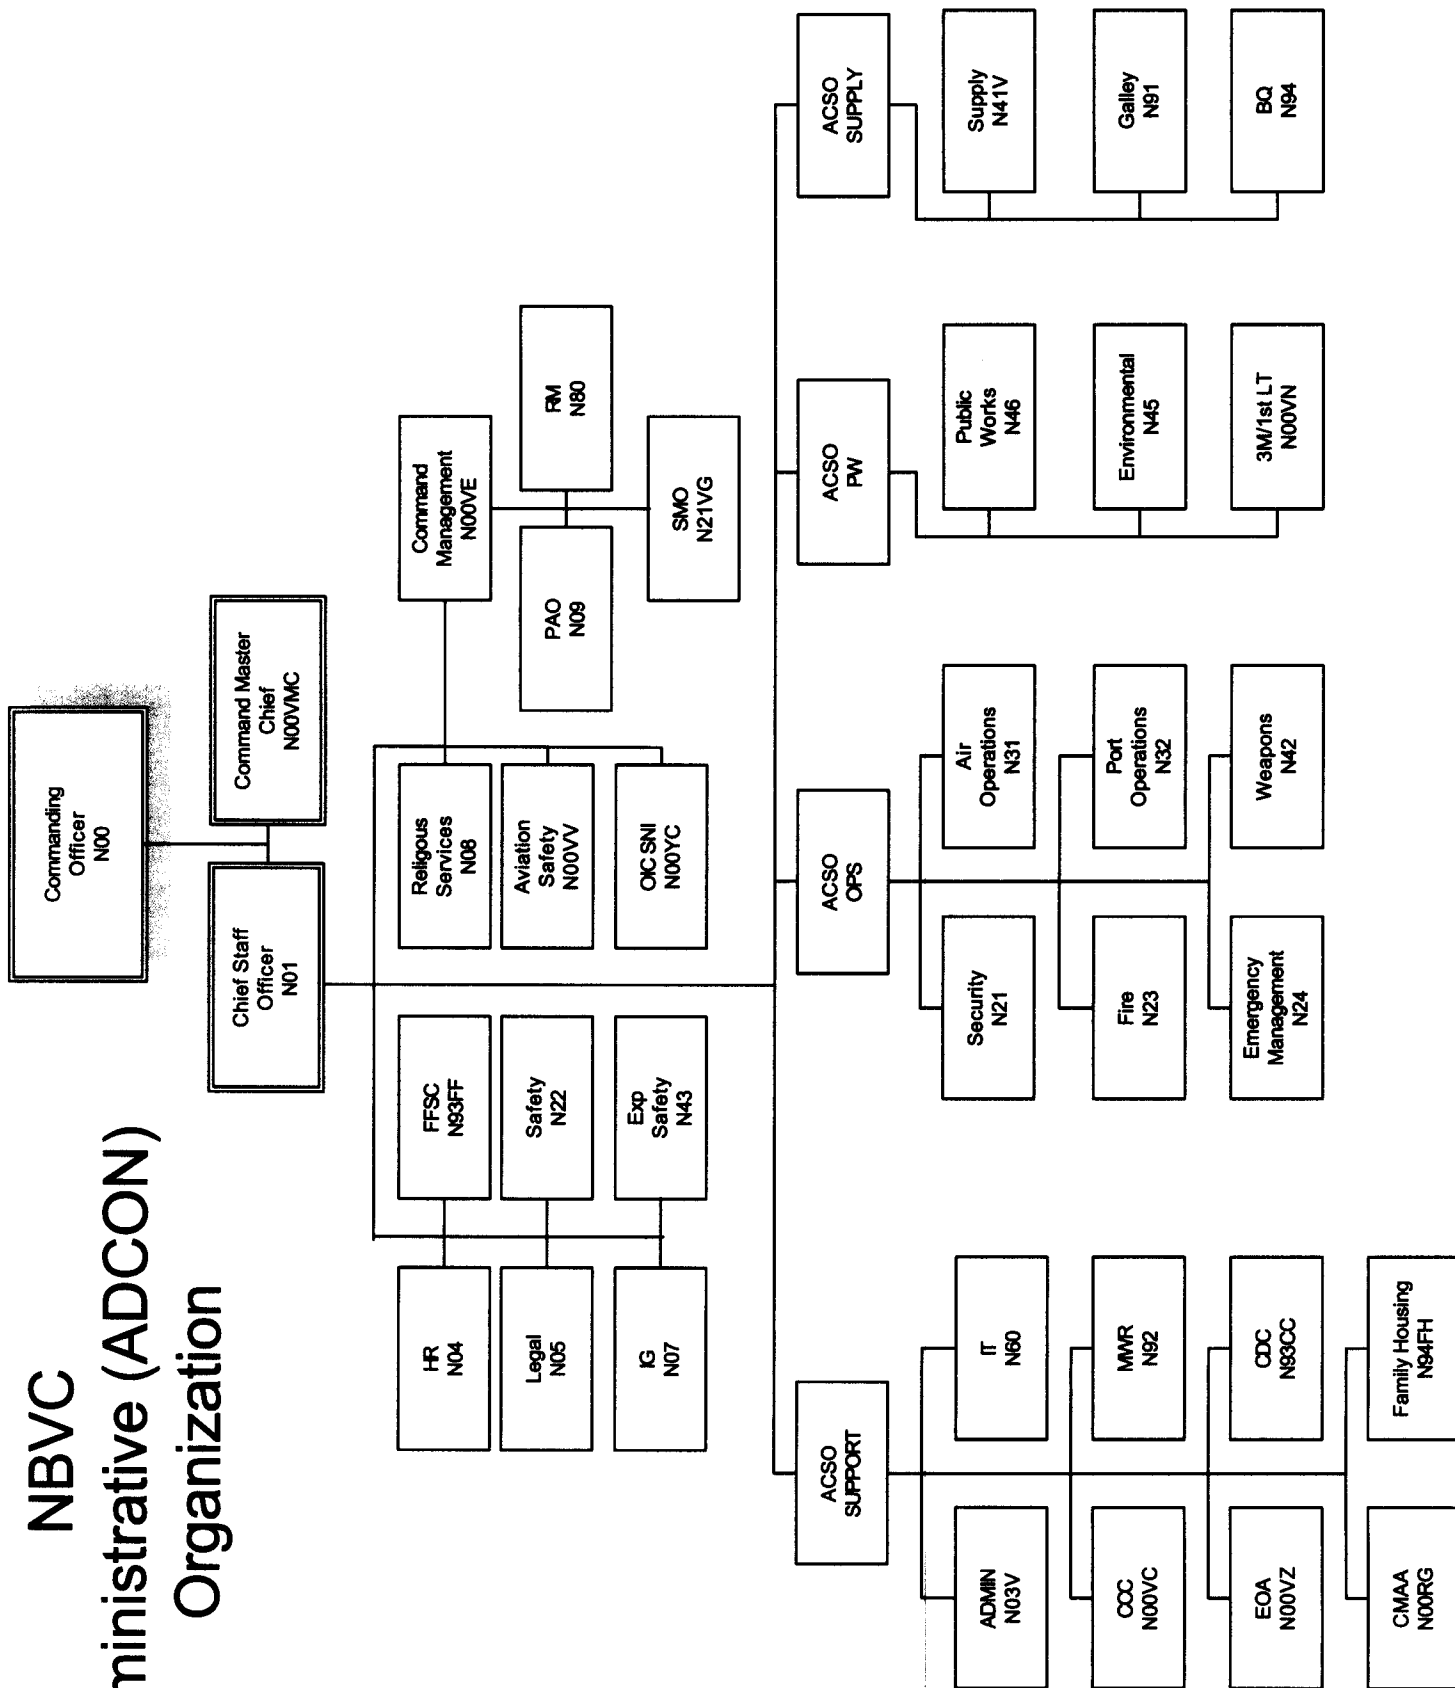 NBVC
ministrative (ADCON)
Organization
Commanding
Officer
N00
Chief Staff
Officer
N01
Command Master
Chief
N00VMC
HR
N04
FFSC
N93FF
Religous
Services
N08
Command
Management
N00VE
Legal
N05
Safety
N22
Aviation
Safety
N00VV
PAO
N09
RM
N80
IG
N07
Exp
Safety
N43
OIC SNI
N00YC
SMO
N21VG
ACSO
SUPPORT
ACSO
OPS
ACSO
PW
ACSO
SUPPLY
ADMIN
N03V
IT
N60
Security
N21
Air
Operations
N31
Public
Works
N46
Supply
N41V
CCC
N00VC
MWR
N92
Fire
N23
Port
Operations
N32
Environmental
N45
Galley
N91
EOA
N00VZ
CDC
N93CC
Emergency
Management
N24
Weapons
N42
3M/1st LT
N00VN
BQ
N94
CMAA
N00RG
Family Housing
N94FH